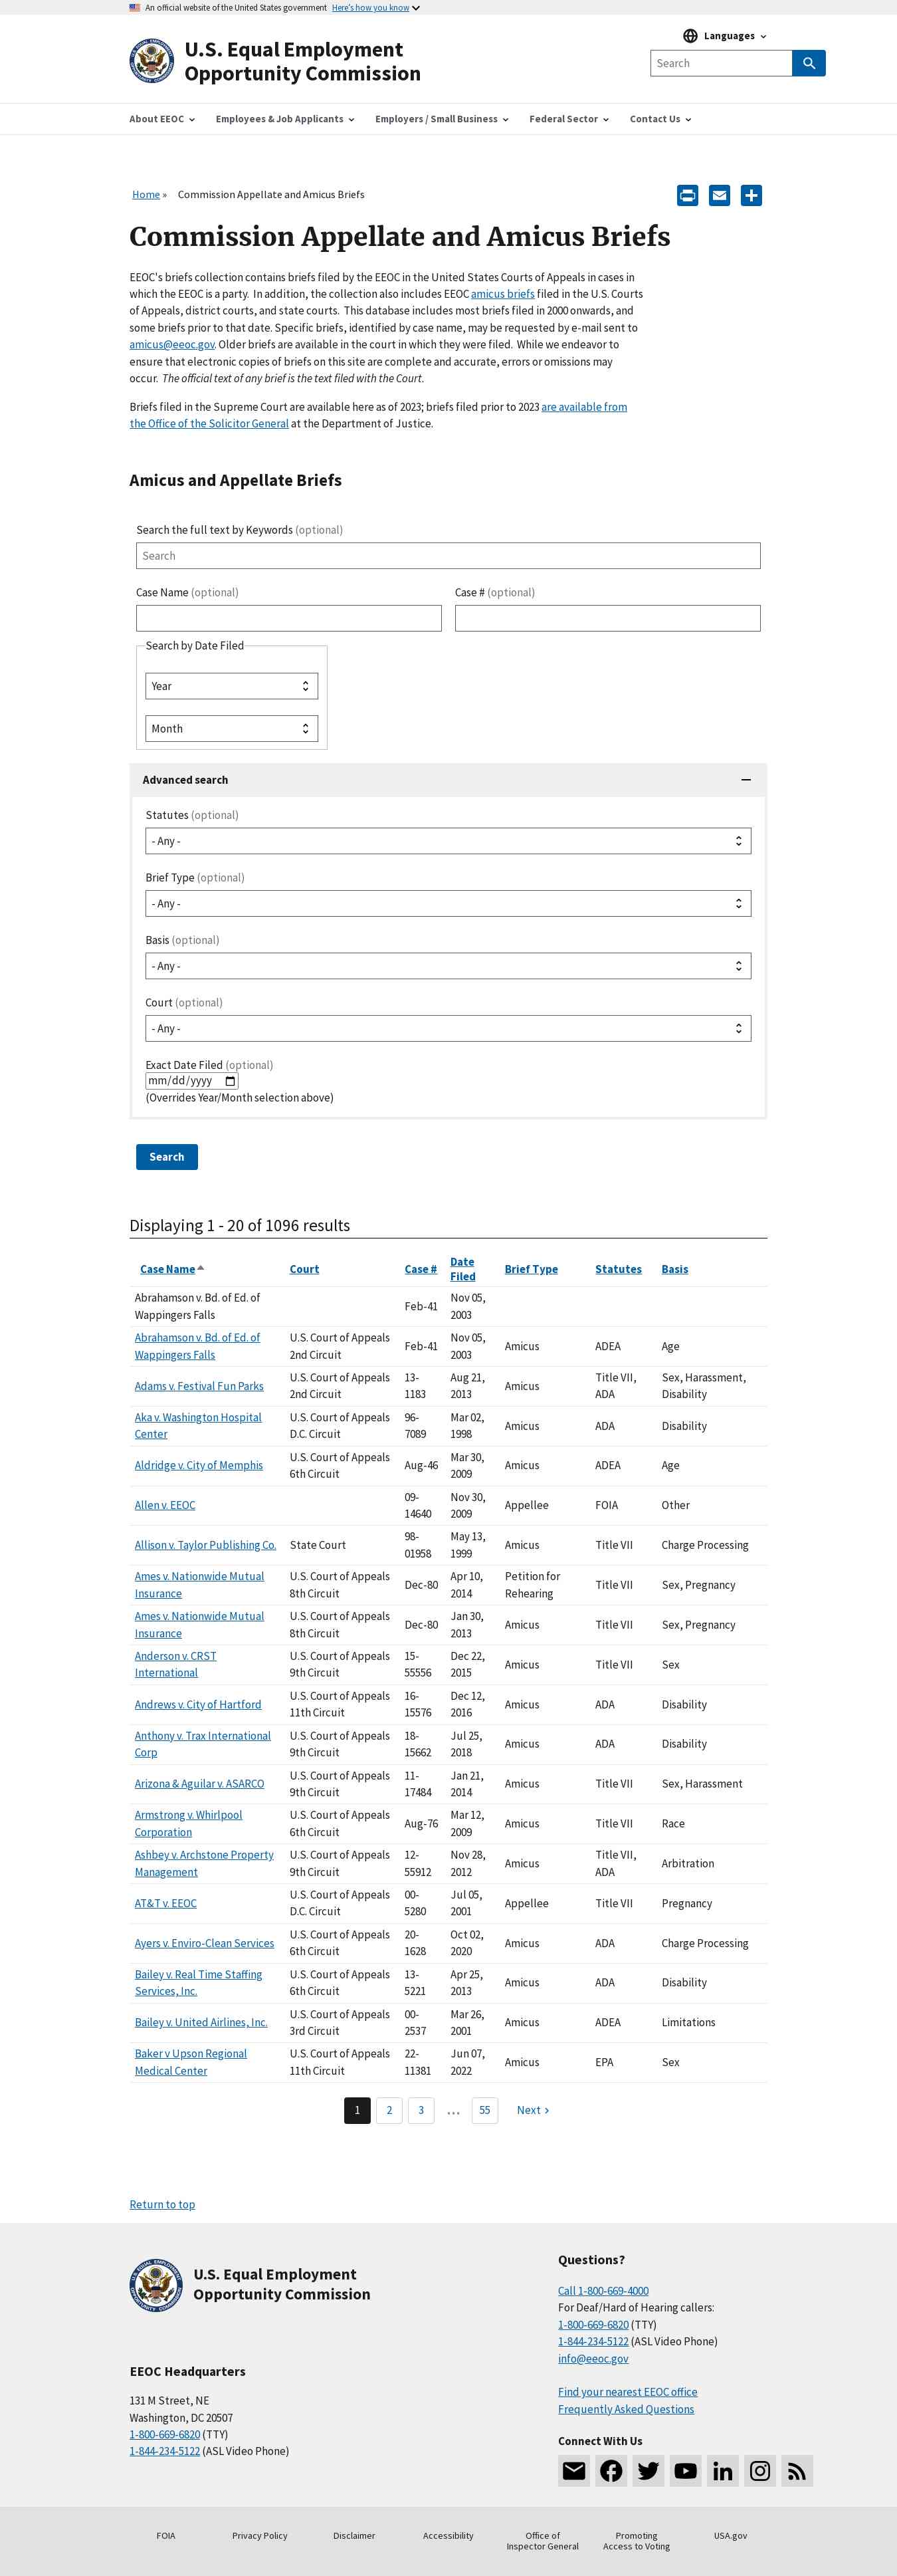 An official website of the United States government Here's how you know
Languages
U.S. Equal Employment
Opportunity Commission
Search
About EEOC Employees & Job Applicants Employers / Small Business Federal Sector Contact Us
Home » Commission Appellate and Amicus Briefs
Commission Appellate and Amicus Briefs
EEOC's briefs collection contains briefs filed by the EEOC in the United States Courts of Appeals in cases in
which the EEOC is a party. In addition, the collection also includes EEOC amicus briefs filed in the U.S. Courts
of Appeals, district courts, and state courts. This database includes most briefs filed in 2000 onwards, and
some briefs prior to that date. Specific briefs, identified by case name, may be requested by e-mail sent to
amicus@eeoc.gov. Older briefs are available in the court in which they were filed. While we endeavor to
ensure that electronic copies of briefs on this site are complete and accurate, errors or omissions may
occur. The official text of any brief is the text filed with the Court.
Briefs filed in the Supreme Court are available here as of 2023; briefs filed prior to 2023 are available from
the Office of the Solicitor General at the Department of Justice.
Amicus and Appellate Briefs
Search the full text by Keywords (optional)
Search
Case Name (optional) Case # (optional)
Search by Date Filed
Year
Month
Advanced search
Statutes (optional)
- Any -
Brief Type (optional)
- Any -
Basis (optional)
- Any -
Court (optional)
- Any -
Exact Date Filed (optional)
mm/dd/yyyy
(Overrides Year/Month selection above)
Search
Displaying 1 - 20 of 1096 results
Case Name Court Case # Date Filed Brief Type Statutes Basis
Abrahamson v. Bd. of Ed. of Wappingers Falls Feb-41 Nov 05, 2003
Abrahamson v. Bd. of Ed. of Wappingers Falls U.S. Court of Appeals 2nd Circuit Feb-41 Nov 05, 2003 Amicus ADEA Age
Adams v. Festival Fun Parks U.S. Court of Appeals 2nd Circuit 13-1183 Aug 21, 2013 Amicus Title VII, ADA Sex, Harassment, Disability
Aka v. Washington Hospital Center U.S. Court of Appeals D.C. Circuit 96-7089 Mar 02, 1998 Amicus ADA Disability
Aldridge v. City of Memphis U.S. Court of Appeals 6th Circuit Aug-46 Mar 30, 2009 Amicus ADEA Age
Allen v. EEOC 09-14640 Nov 30, 2009 Appellee FOIA Other
Allison v. Taylor Publishing Co. State Court 98-01958 May 13, 1999 Amicus Title VII Charge Processing
Ames v. Nationwide Mutual Insurance U.S. Court of Appeals 8th Circuit Dec-80 Apr 10, 2014 Petition for Rehearing Title VII Sex, Pregnancy
Ames v. Nationwide Mutual Insurance U.S. Court of Appeals 8th Circuit Dec-80 Jan 30, 2013 Amicus Title VII Sex, Pregnancy
Anderson v. CRST International U.S. Court of Appeals 9th Circuit 15-55556 Dec 22, 2015 Amicus Title VII Sex
Andrews v. City of Hartford U.S. Court of Appeals 11th Circuit 16-15576 Dec 12, 2016 Amicus ADA Disability
Anthony v. Trax International Corp U.S. Court of Appeals 9th Circuit 18-15662 Jul 25, 2018 Amicus ADA Disability
Arizona & Aguilar v. ASARCO U.S. Court of Appeals 9th Circuit 11-17484 Jan 21, 2014 Amicus Title VII Sex, Harassment
Armstrong v. Whirlpool Corporation U.S. Court of Appeals 6th Circuit Aug-76 Mar 12, 2009 Amicus Title VII Race
Ashbey v. Archstone Property Management U.S. Court of Appeals 9th Circuit 12-55912 Nov 28, 2012 Amicus Title VII, ADA Arbitration
AT&T v. EEOC U.S. Court of Appeals D.C. Circuit 00-5280 Jul 05, 2001 Appellee Title VII Pregnancy
Ayers v. Enviro-Clean Services U.S. Court of Appeals 6th Circuit 20-1628 Oct 02, 2020 Amicus ADA Charge Processing
Bailey v. Real Time Staffing Services, Inc. U.S. Court of Appeals 6th Circuit 13-5221 Apr 25, 2013 Amicus ADA Disability
Bailey v. United Airlines, Inc. U.S. Court of Appeals 3rd Circuit 00-2537 Mar 26, 2001 Amicus ADEA Limitations
Baker v Upson Regional Medical Center U.S. Court of Appeals 11th Circuit 22-11381 Jun 07, 2022 Amicus EPA Sex
1 2 3 … 55 Next
Return to top
U.S. Equal Employment
Opportunity Commission
EEOC Headquarters
131 M Street, NE
Washington, DC 20507
1-800-669-6820 (TTY)
1-844-234-5122 (ASL Video Phone)
Questions?
Call 1-800-669-4000
For Deaf/Hard of Hearing callers:
1-800-669-6820 (TTY)
1-844-234-5122 (ASL Video Phone)
info@eeoc.gov
Find your nearest EEOC office
Frequently Asked Questions
Connect With Us
FOIA Privacy Policy Disclaimer Accessibility Office of Inspector General Promoting Access to Voting USA.gov